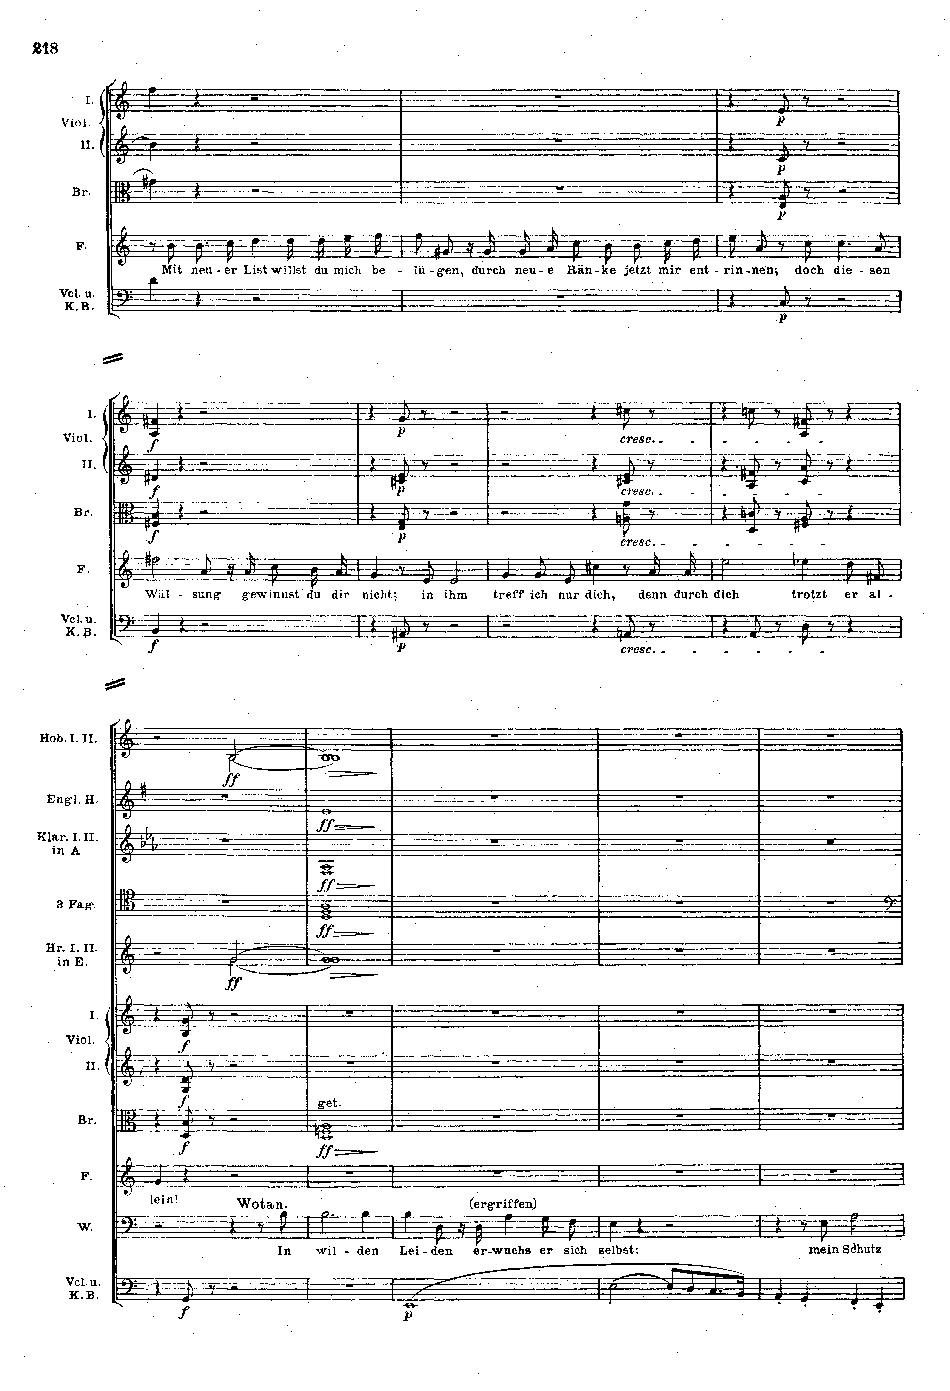 218
I.
Viol.
II.
p
p
Br.
p
F.
Mit neu-er List willst du mich be - lü-gen, durch neu-e Rän-ke jetzt mir ent-rin-nen; doch die-sen
Vcl. u.
K. B.
p
I.
f p cresc.
Viol.
II.
f p cresc.
Br.
f p cresc.
F.
Wäl - sung gewinnst du dir nicht; in ihm treff ich nur dich, denn durch dich trotzt er al-
Vcl. u.
K. B.
f p cresc.
Hob. I. II.
ff
Engl. H.
ff
Klar. I. II.
in A
ff
3 Fag.
ff
Hr. I. II.
in E.
ff
I.
f
Viol.
II.
f
get.
Br.
f ff
F.
lein!
Wotan. (ergriffen)
W.
In wil - den Lei-den er-wuchs er sich selbst: mein Schutz
Vcl. u.
K. B.
f p